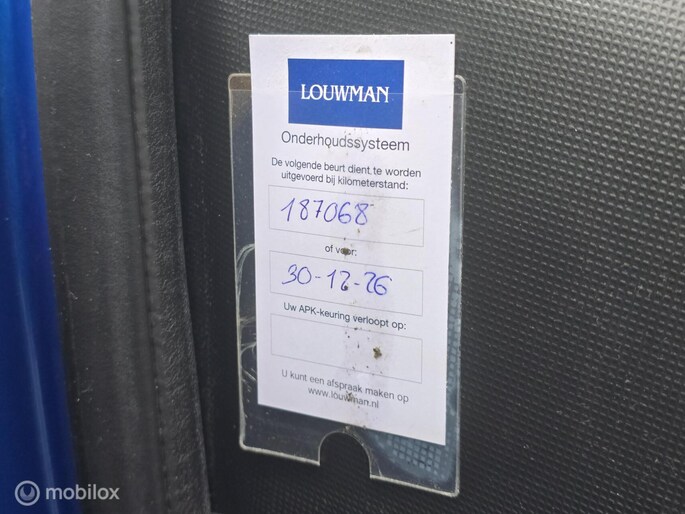 LOUWMAN
Onderhoudssysteem
De volgende beurt dient te worden
uitgevoerd bij kilometerstand:
187068
of voor:
30-12-26
Uw APK-keuring verloopt op:
U kunt een afspraak maken op
www.louwman.nl
mobilox